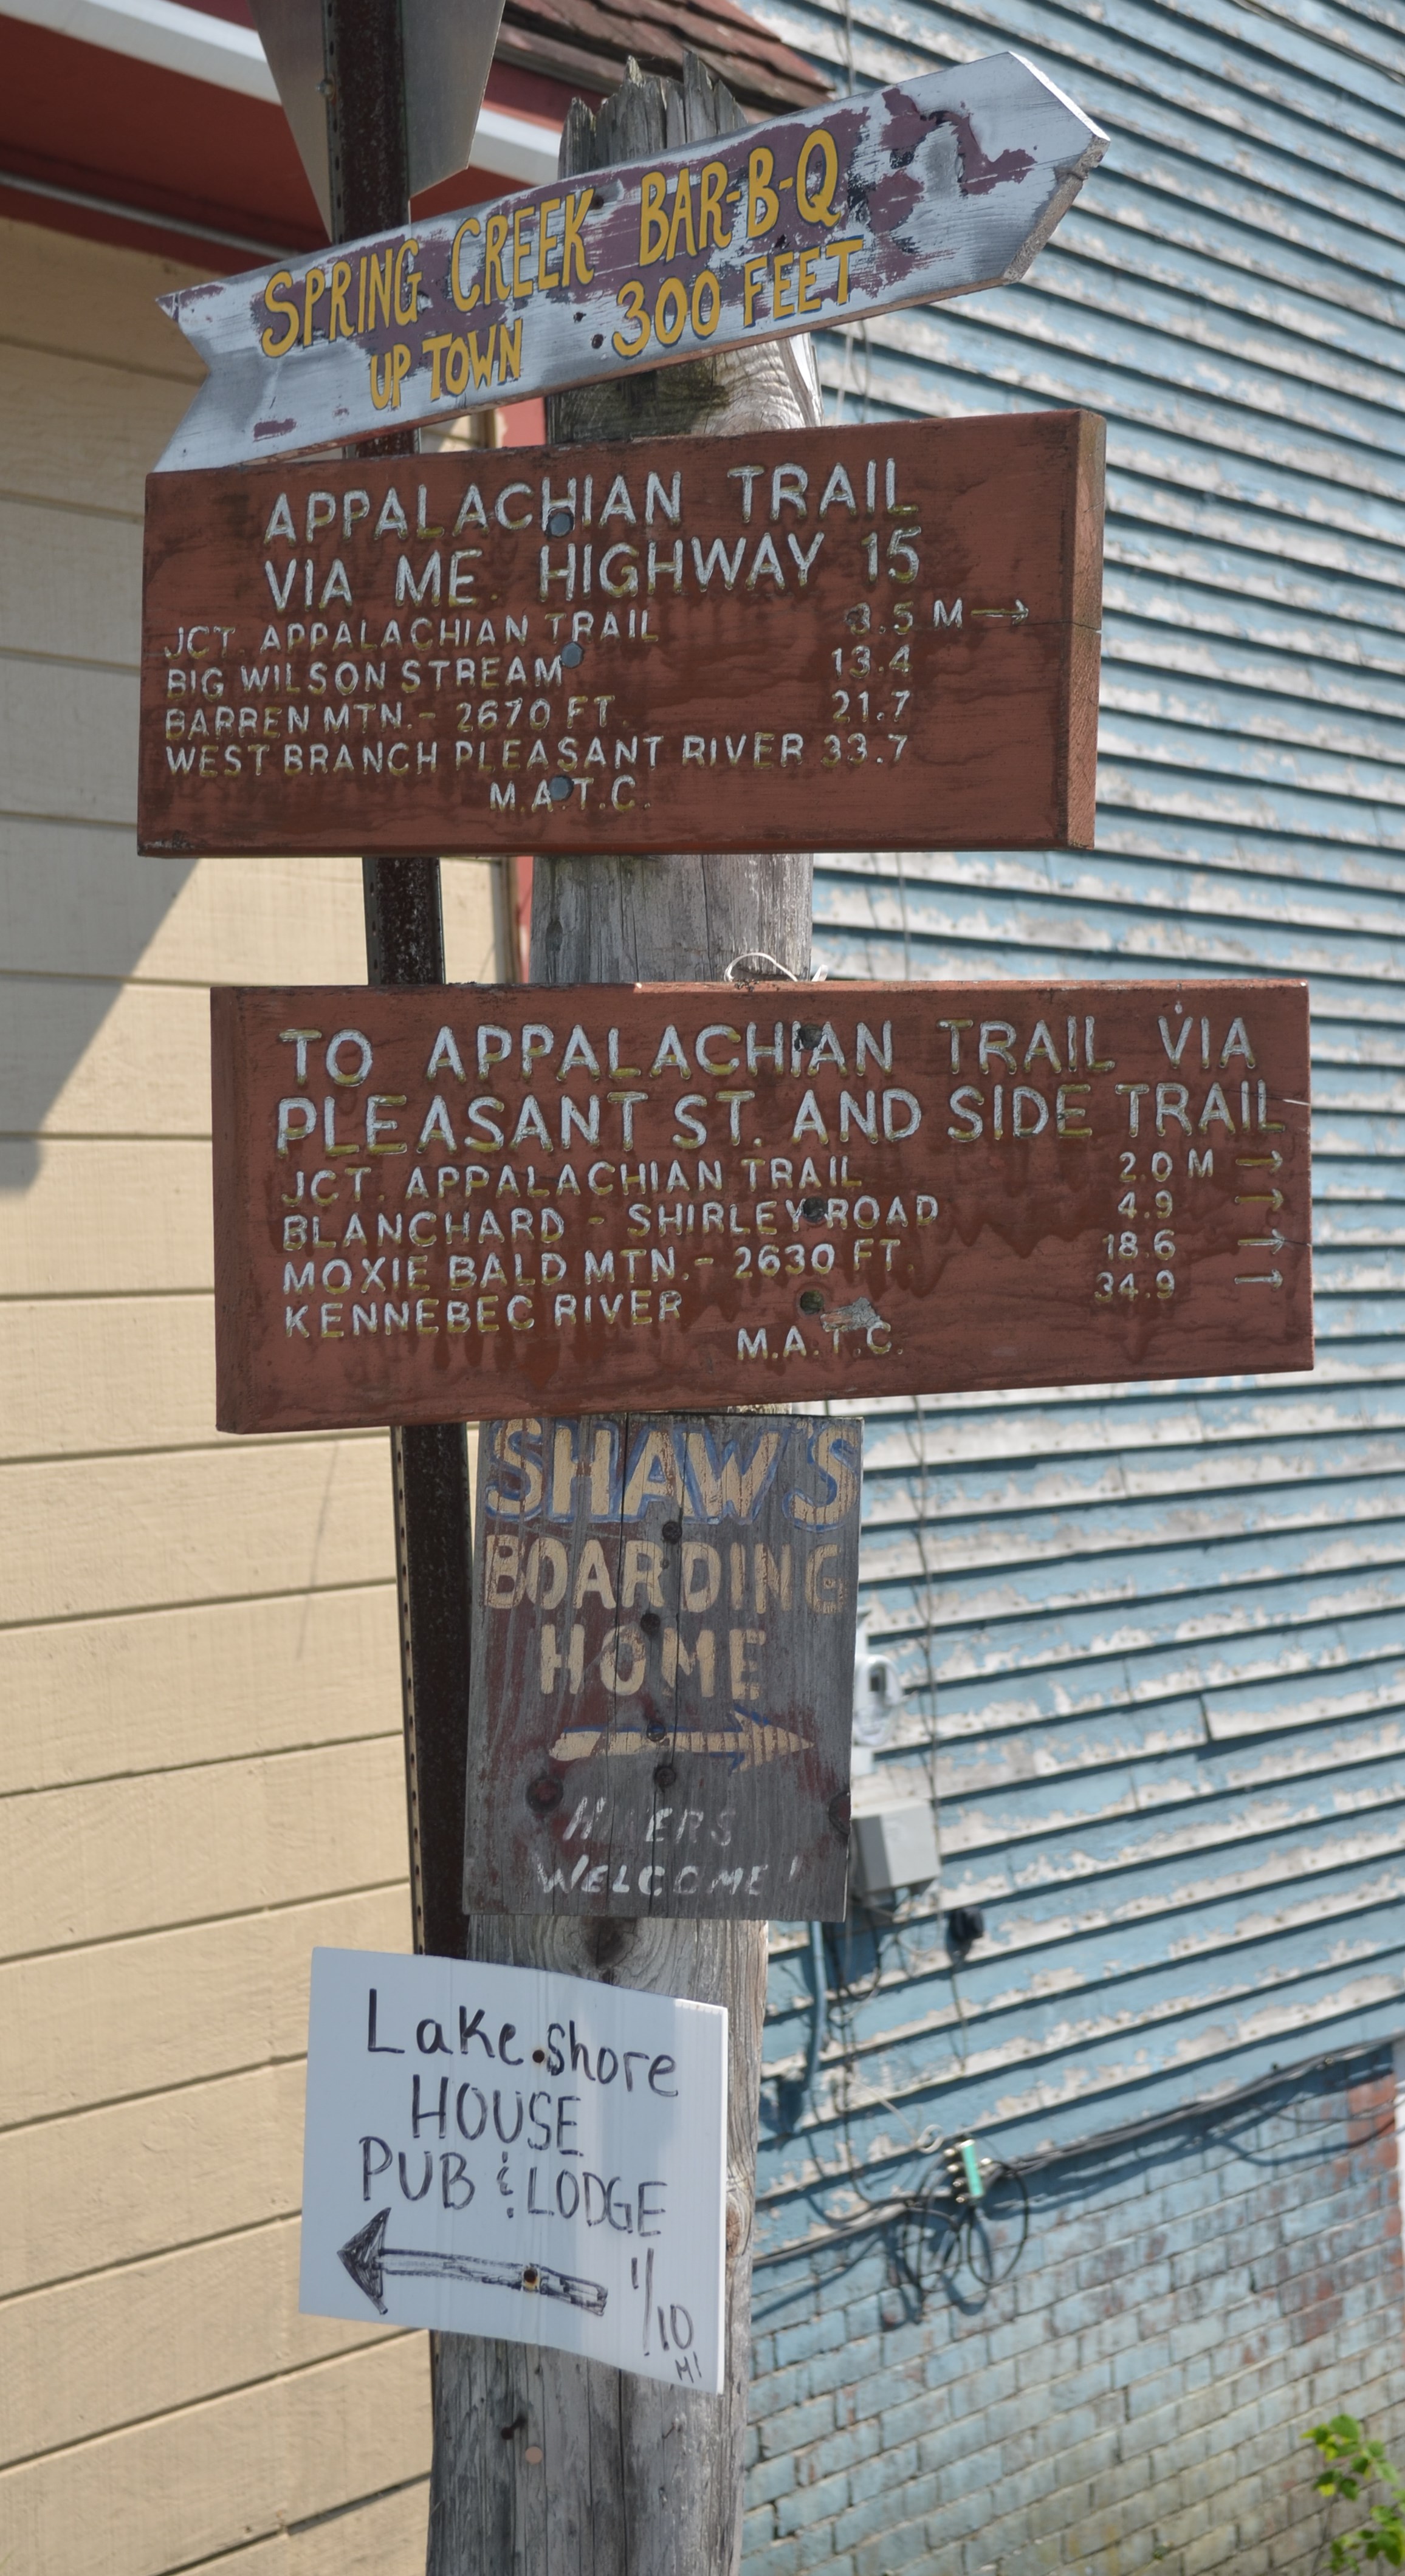 SPRING CREEK BAR-B-Q
UP TOWN 300 FEET
APPALACHIAN TRAIL
VIA ME. HIGHWAY 15
JCT. APPALACHIAN TRAIL 3.5 M →
BIG WILSON STREAM 13.4
BARREN MTN. - 2670 FT. 21.7
WEST BRANCH PLEASANT RIVER 33.7
M.A.T.C.
TO APPALACHIAN TRAIL VIA
PLEASANT ST. AND SIDE TRAIL
JCT. APPALACHIAN TRAIL 2.0 M →
BLANCHARD - SHIRLEY ROAD 4.9 →
MOXIE BALD MTN. - 2630 FT. 18.6 →
KENNEBEC RIVER 34.9 →
M.A.T.C.
SHAW'S
BOARDING
HOME
WELCOME!
Lake shore
HOUSE
PUB & LODGE
1/10
MI